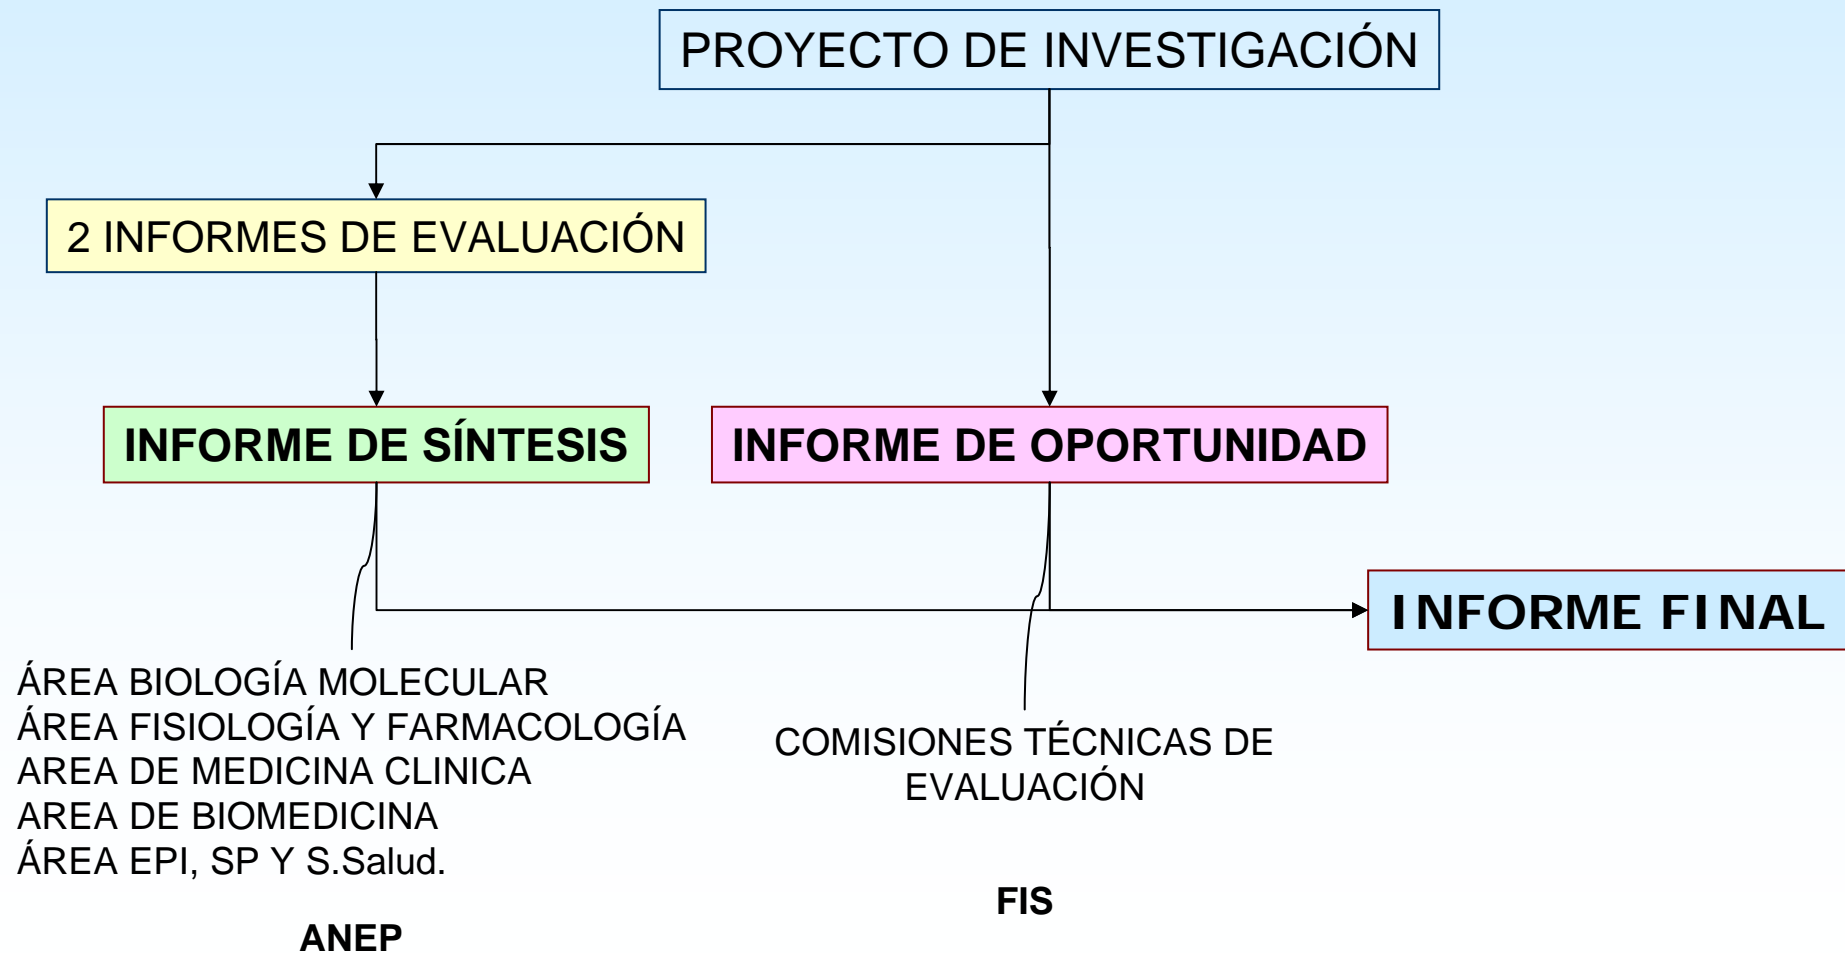 PROYECTO DE INVESTIGACIÓN
2 INFORMES DE EVALUACIÓN
INFORME DE SÍNTESIS
INFORME DE OPORTUNIDAD
INFORME FINAL
ÁREA BIOLOGÍA MOLECULAR
ÁREA FISIOLOGÍA Y FARMACOLOGÍA
AREA DE MEDICINA CLINICA
AREA DE BIOMEDICINA
ÁREA EPI, SP Y S.Salud.
ANEP
COMISIONES TÉCNICAS DE
EVALUACIÓN
FIS